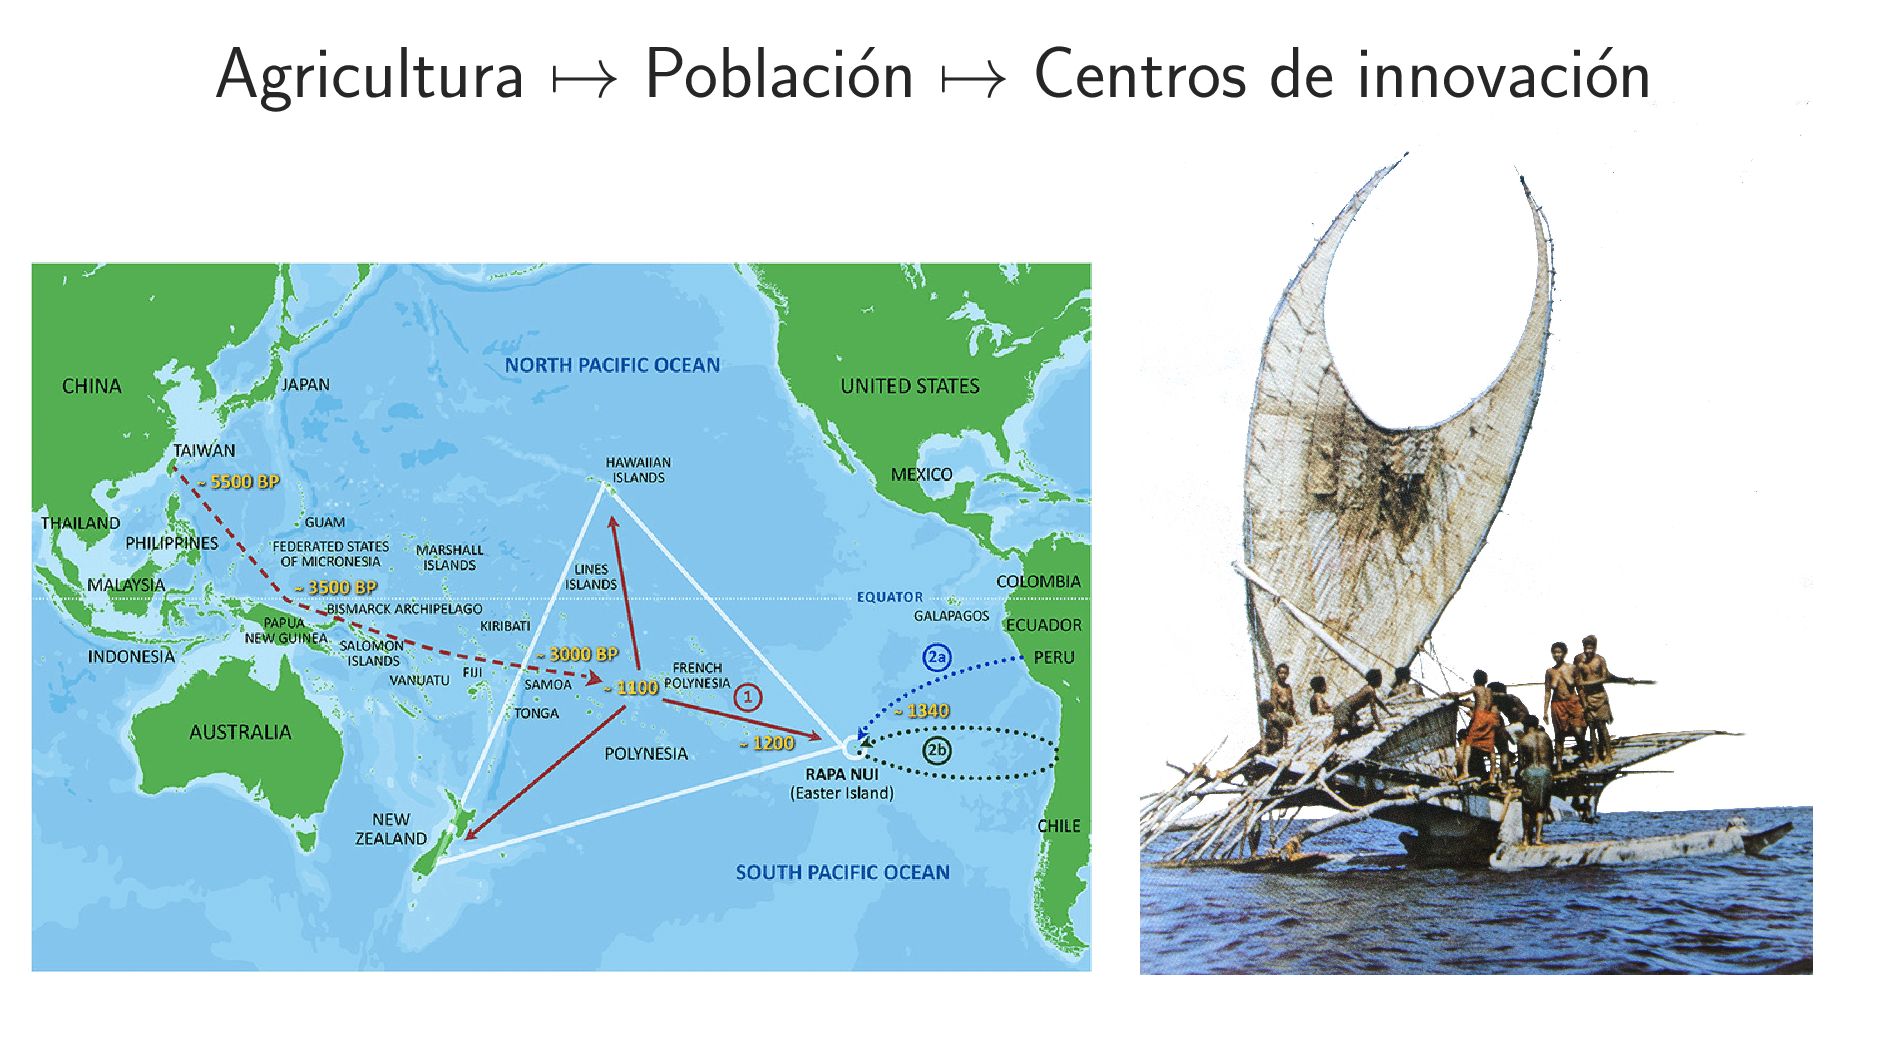 Agricultura ↦ Población ↦ Centros de innovación
NORTH PACIFIC OCEAN
CHINA
JAPAN
UNITED STATES
TAIWAN
~ 5500 BP
HAWAIIAN
ISLANDS
MEXICO
THAILAND
GUAM
PHILIPPINES
FEDERATED STATES
OF MICRONESIA
MARSHALL
ISLANDS
LINES
ISLANDS
MALAYSIA
~ 3500 BP
COLOMBIA
EQUATOR
BISMARCK ARCHIPELAGO
GALAPAGOS
PAPUA
NEW GUINEA
KIRIBATI
ECUADOR
INDONESIA
SALOMON
ISLANDS
~ 3000 BP
2a
PERU
VANUATU
FIJI
SAMOA
~ 1100
FRENCH
POLYNESIA
1
TONGA
~ 1340
AUSTRALIA
~ 1200
2b
POLYNESIA
RAPA NUI
(Easter Island)
NEW
ZEALAND
CHILE
SOUTH PACIFIC OCEAN